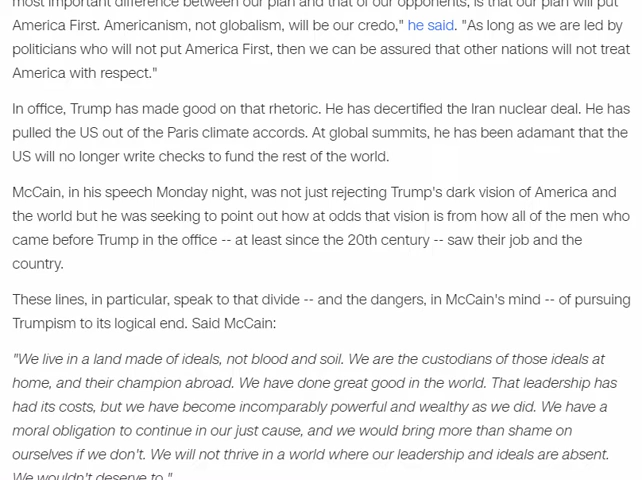 most important difference between our plan and that of our opponents, is that our plan will put
America First. Americanism, not globalism, will be our credo," he said. "As long as we are led by
politicians who will not put America First, then we can be assured that other nations will not treat
America with respect."
In office, Trump has made good on that rhetoric. He has decertified the Iran nuclear deal. He has
pulled the US out of the Paris climate accords. At global summits, he has been adamant that the
US will no longer write checks to fund the rest of the world.
McCain, in his speech Monday night, was not just rejecting Trump's dark vision of America and
the world but he was seeking to point out how at odds that vision is from how all of the men who
came before Trump in the office -- at least since the 20th century -- saw their job and the
country.
These lines, in particular, speak to that divide -- and the dangers, in McCain's mind -- of pursuing
Trumpism to its logical end. Said McCain:
"We live in a land made of ideals, not blood and soil. We are the custodians of those ideals at
home, and their champion abroad. We have done great good in the world. That leadership has
had its costs, but we have become incomparably powerful and wealthy as we did. We have a
moral obligation to continue in our just cause, and we would bring more than shame on
ourselves if we don't. We will not thrive in a world where our leadership and ideals are absent.
We wouldn't deserve to."